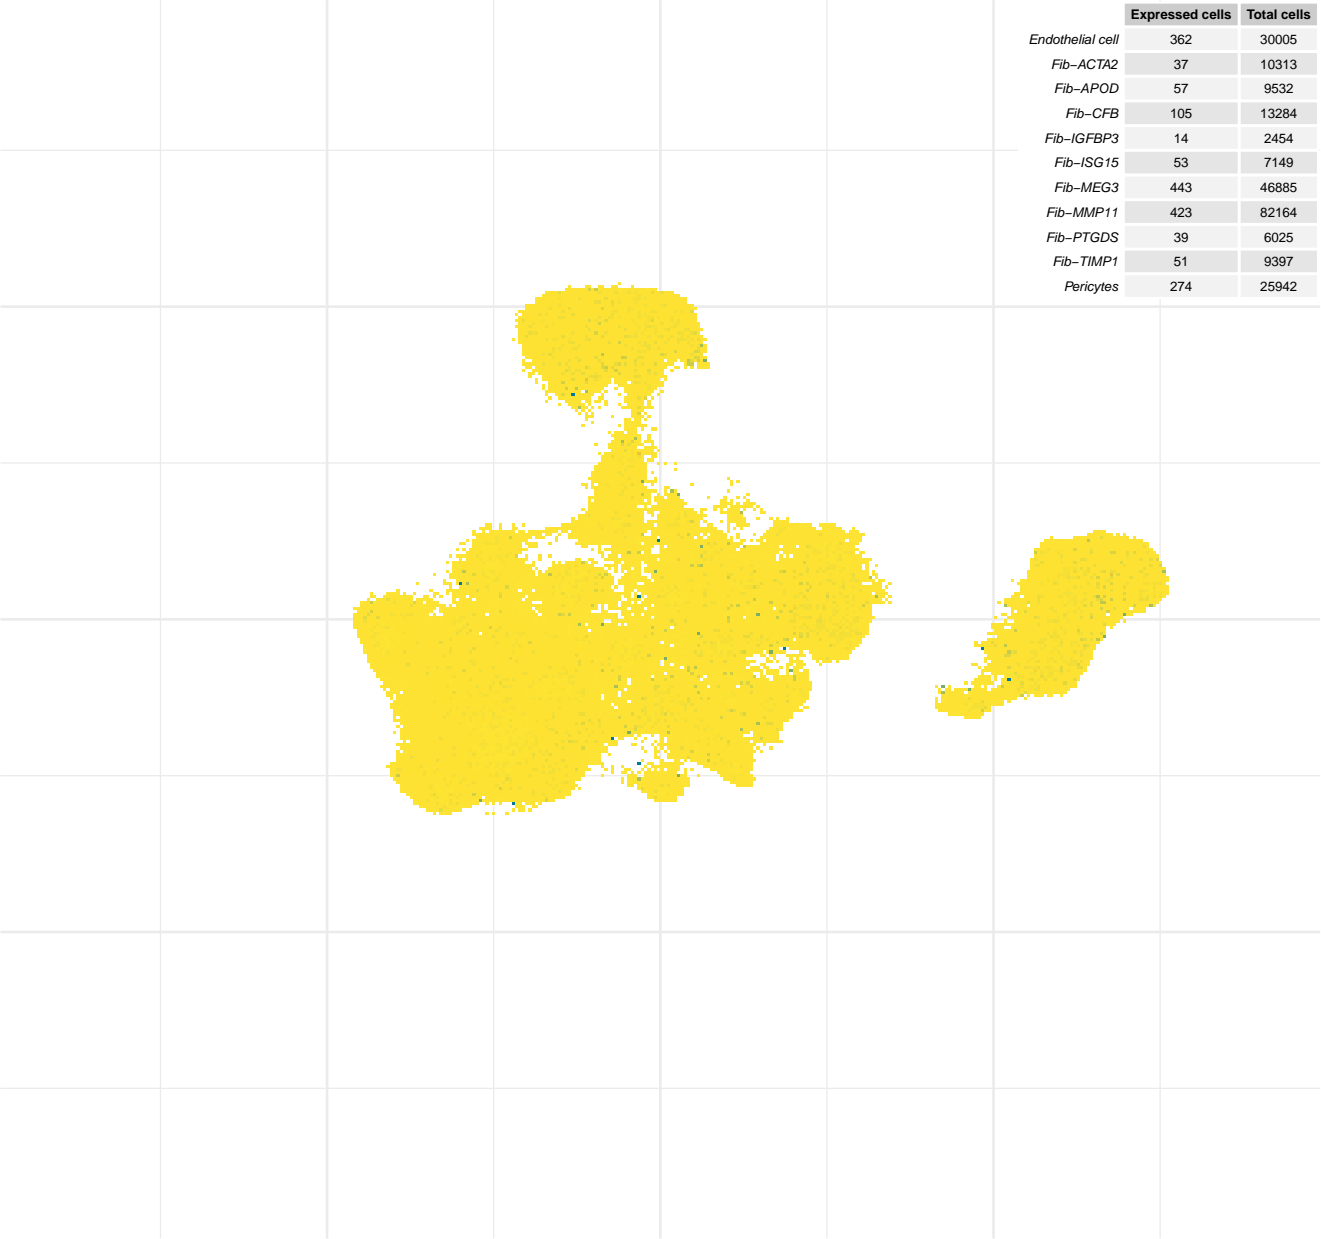 Expressed cells Total cells
Endothelial cell 362 30005
Fib−ACTA2 37 10313
Fib−APOD 57 9532
Fib−CFB 105 13284
Fib−IGFBP3 14 2454
Fib−ISG15 53 7149
Fib−MEG3 443 46885
Fib−MMP11 423 82164
Fib−PTGDS 39 6025
Fib−TIMP1 51 9397
Pericytes 274 25942